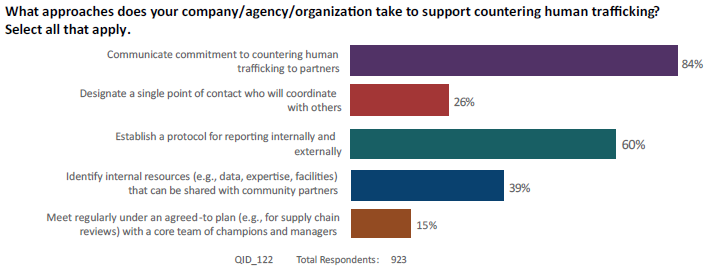 What approaches does your company/agency/organization take to support countering human trafficking?
Select all that apply.
Communicate commitment to countering human
trafficking to partners
84%
Designate a single point of contact who will coordinate
with others
26%
Establish a protocol for reporting internally and
externally
60%
Identify internal resources (e.g., data, expertise, facilities)
that can be shared with community partners
39%
Meet regularly under an agreed-to plan (e.g., for supply chain
reviews) with a core team of champions and managers
15%
QID_122 Total Respondents: 923